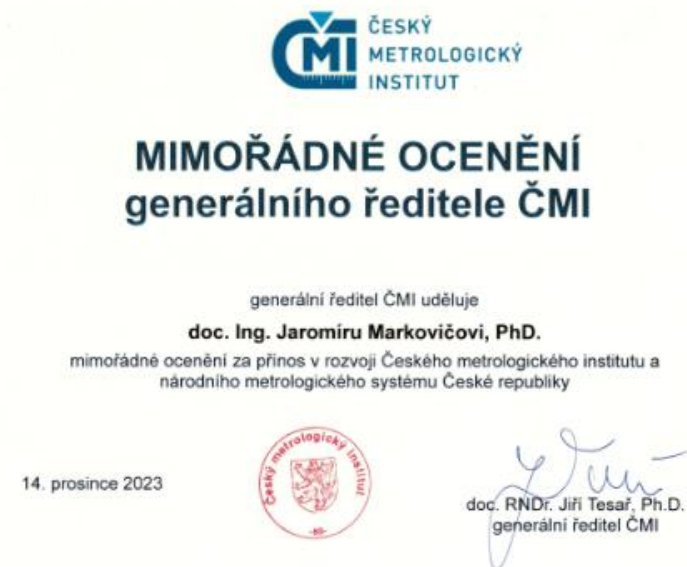 ČMI
ČESKÝ
METROLOGICKÝ
INSTITUT
MIMOŘÁDNÉ OCENĚNÍ
generálního ředitele ČMI
generální ředitel ČMI uděluje
doc. Ing. Jaromíru Markovičovi, PhD.
mimořádné ocenění za přínos v rozvoji Českého metrologického institutu a
národního metrologického systému České republiky
Český metrologický institut
-65-
14. prosince 2023
doc. RNDr. Jiří Tesař, Ph.D.
generální ředitel ČMI